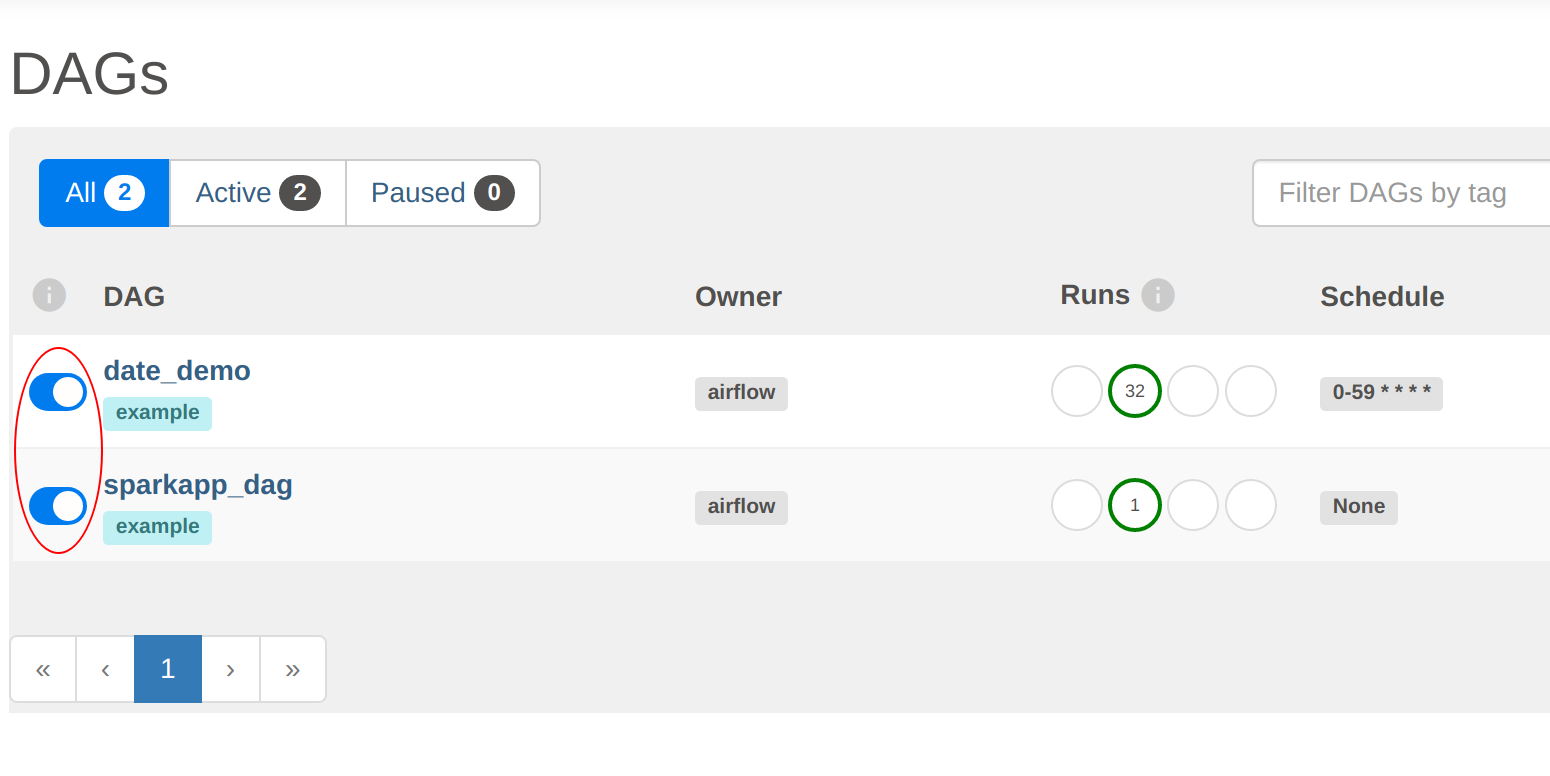 DAGs
All 2 Active 2 Paused 0 Filter DAGs by tag
i DAG Owner Runs i Schedule
date_demo
example airflow 32 0-59 * * * *
sparkapp_dag
example airflow 1 None
« ‹ 1 › »